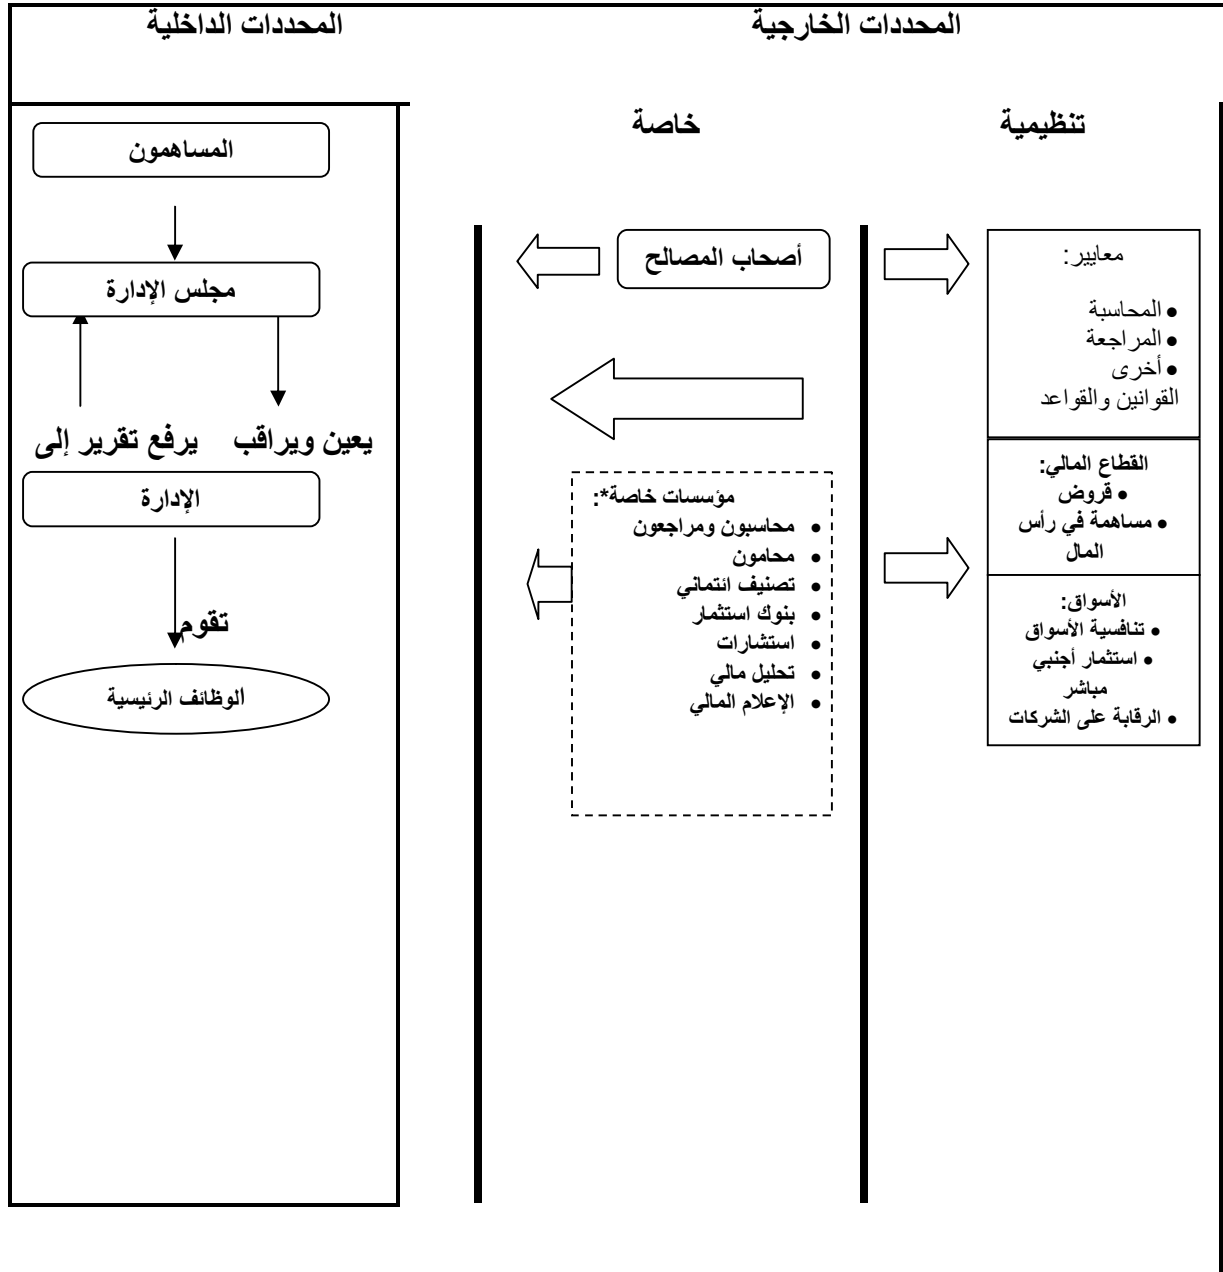 المحددات الخارجية
المحددات الداخلية
تنظيمية
خاصة
معايير:
• المحاسبة
• المراجعة
• أخرى
القوانين والقواعد
القطاع المالي:
• قروض
• مساهمة في رأس
المال
الأسواق:
• تنافسية الأسواق
• استثمار أجنبي
مباشر
• الرقابة على الشركات
أصحاب المصالح
مؤسسات خاصة*:
• محاسبون ومراجعون
• محامون
• تصنيف ائتماني
• بنوك استثمار
• استشارات
• تحليل مالي
• الإعلام المالي
المساهمون
مجلس الإدارة
يعين ويراقب
يرفع تقرير إلى
الإدارة
تقوم
الوظائف الرئيسية